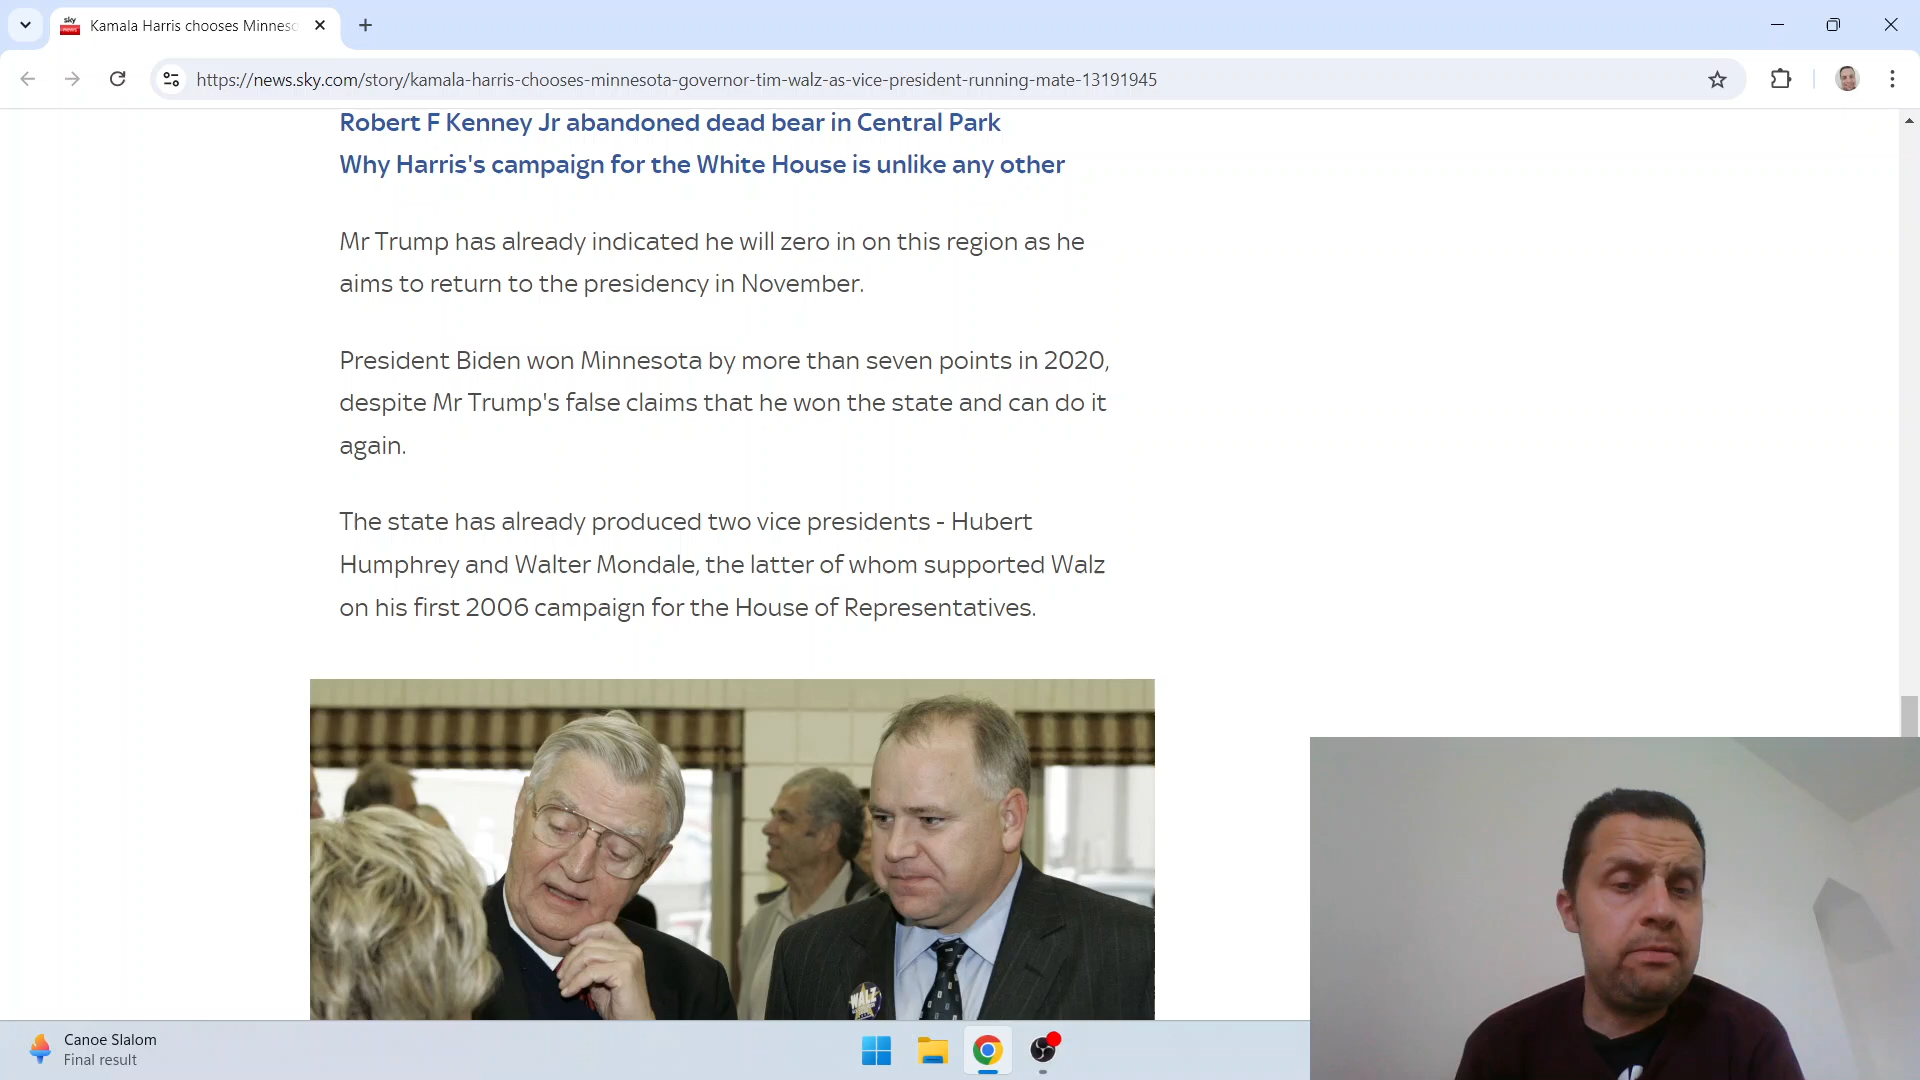 sky
news
Kamala Harris chooses Minneso
https://news.sky.com/story/kamala-harris-chooses-minnesota-governor-tim-walz-as-vice-president-running-mate-13191945
Robert F Kenney Jr abandoned dead bear in Central Park
Why Harris's campaign for the White House is unlike any other
Mr Trump has already indicated he will zero in on this region as he
aims to return to the presidency in November.
President Biden won Minnesota by more than seven points in 2020,
despite Mr Trump's false claims that he won the state and can do it
again.
The state has already produced two vice presidents - Hubert
Humphrey and Walter Mondale, the latter of whom supported Walz
on his first 2006 campaign for the House of Representatives.
WALZ
Canoe Slalom
Final result